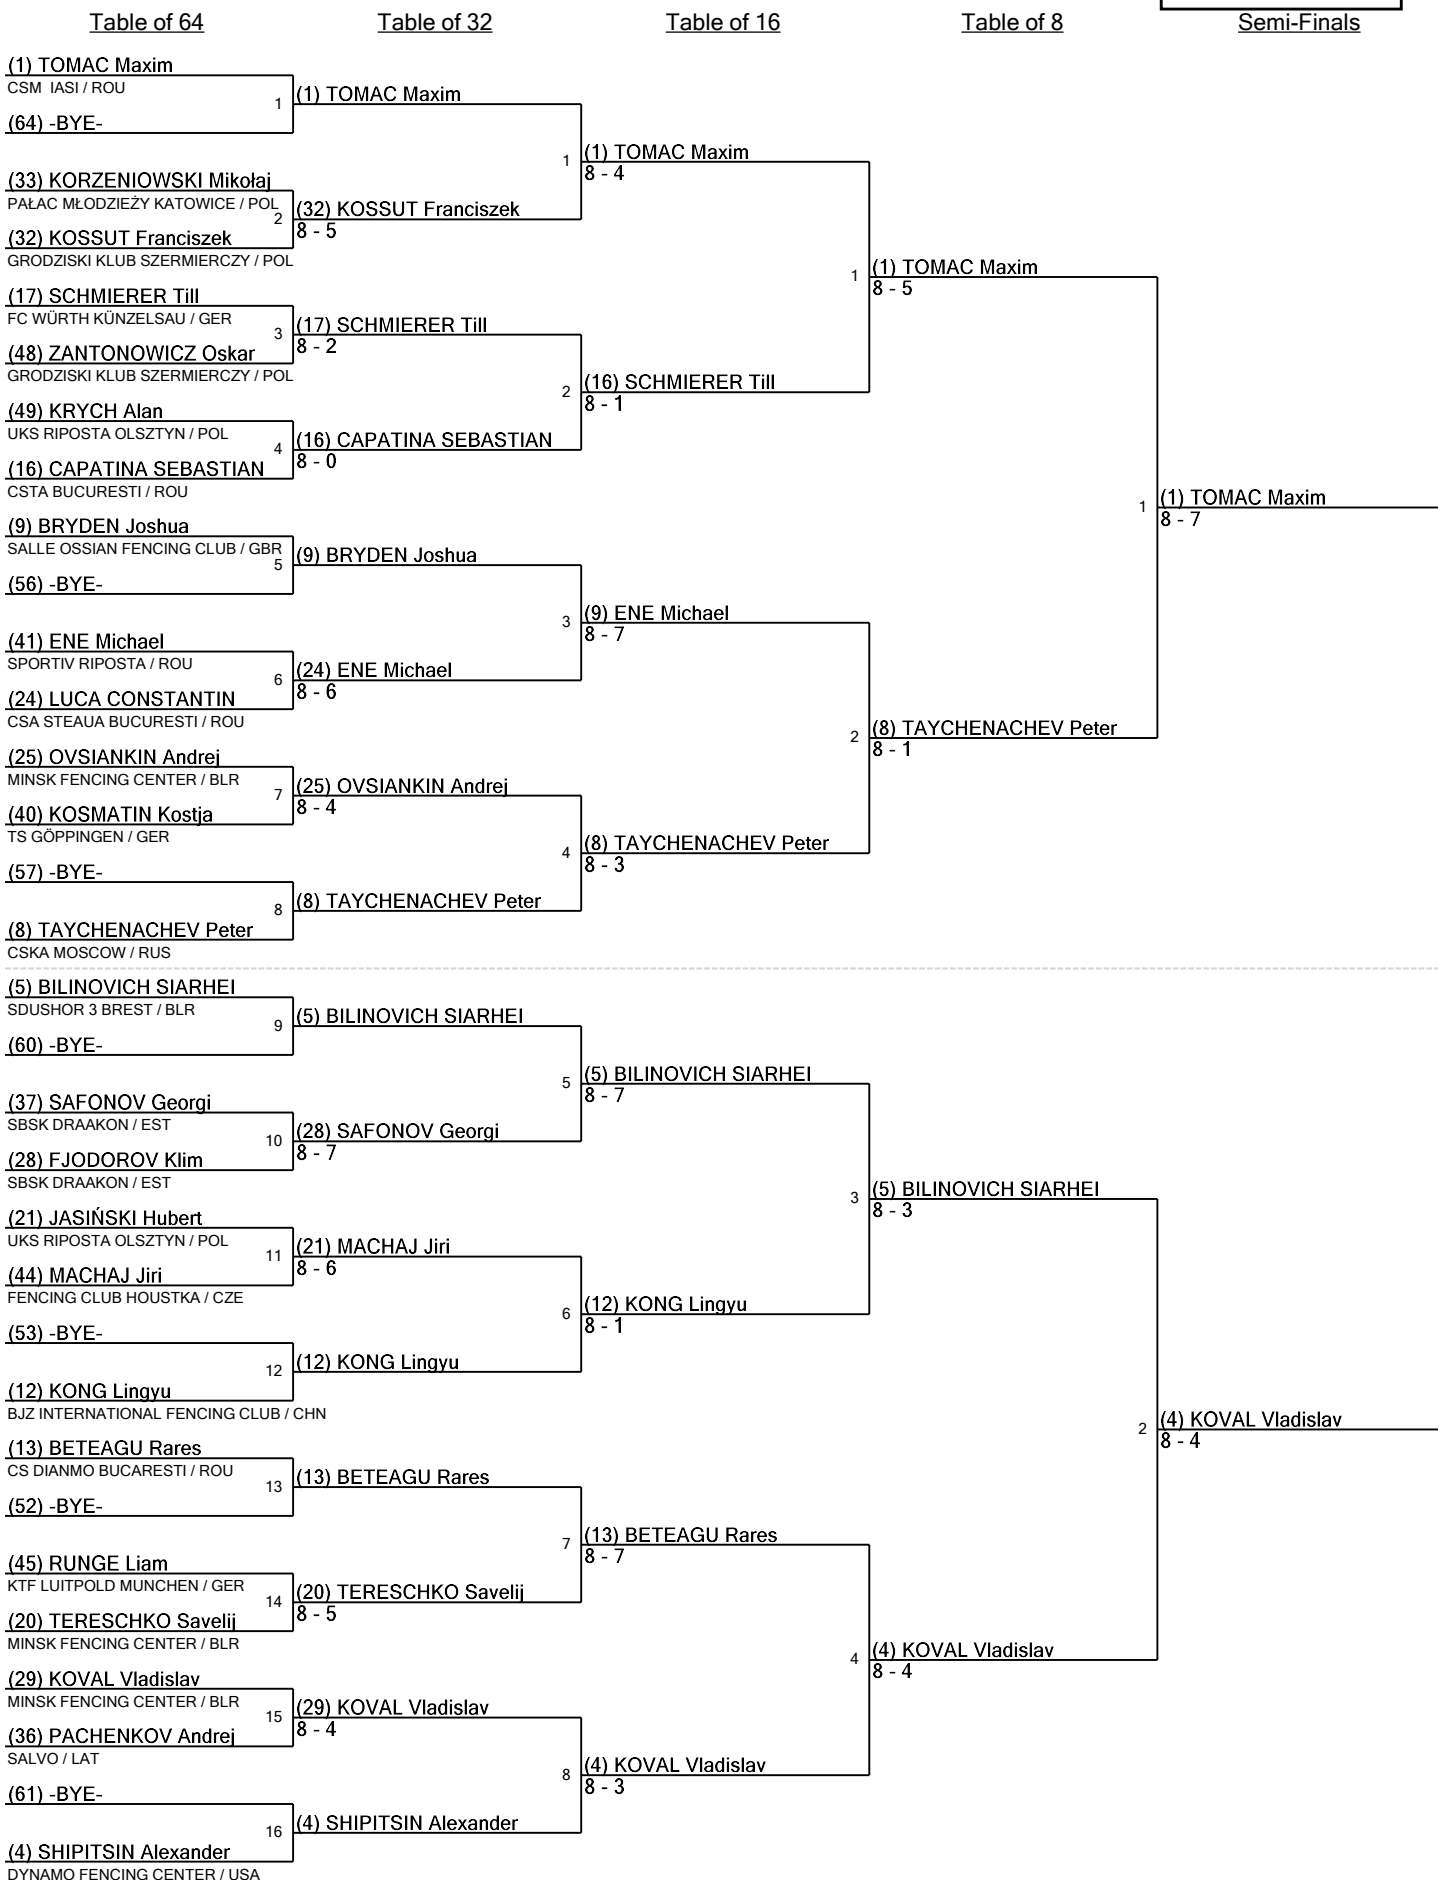 Table of 64
Table of 32
Table of 16
Table of 8
Semi-Finals
(1) TOMAC Maxim
CSM IASI / ROU
1
(64) -BYE-
(33) KORZENIOWSKI Mikołaj
PAŁAC MŁODZIEŻY KATOWICE / POL
2
(32) KOSSUT Franciszek
GRODZISKI KLUB SZERMIERCZY / POL
(17) SCHMIERER Till
FC WÜRTH KÜNZELSAU / GER
3
(48) ZANTONOWICZ Oskar
GRODZISKI KLUB SZERMIERCZY / POL
(49) KRYCH Alan
UKS RIPOSTA OLSZTYN / POL
4
(16) CAPATINA SEBASTIAN
CSTA BUCURESTI / ROU
(9) BRYDEN Joshua
SALLE OSSIAN FENCING CLUB / GBR
5
(56) -BYE-
(41) ENE Michael
SPORTIV RIPOSTA / ROU
6
(24) LUCA CONSTANTIN
CSA STEAUA BUCURESTI / ROU
(25) OVSIANKIN Andrej
MINSK FENCING CENTER / BLR
7
(40) KOSMATIN Kostja
TS GÖPPINGEN / GER
(57) -BYE-
8
(8) TAYCHENACHEV Peter
CSKA MOSCOW / RUS
(5) BILINOVICH SIARHEI
SDUSHOR 3 BREST / BLR
9
(60) -BYE-
(37) SAFONOV Georgi
SBSK DRAAKON / EST
10
(28) FJODOROV Klim
SBSK DRAAKON / EST
(21) JASIŃSKI Hubert
UKS RIPOSTA OLSZTYN / POL
11
(44) MACHAJ Jiri
FENCING CLUB HOUSTKA / CZE
(53) -BYE-
12
(12) KONG Lingyu
BJZ INTERNATIONAL FENCING CLUB / CHN
(13) BETEAGU Rares
CS DIANMO BUCARESTI / ROU
13
(52) -BYE-
(45) RUNGE Liam
KTF LUITPOLD MUNCHEN / GER
14
(20) TERESCHKO Savelij
MINSK FENCING CENTER / BLR
(29) KOVAL Vladislav
MINSK FENCING CENTER / BLR
15
(36) PACHENKOV Andrej
SALVO / LAT
(61) -BYE-
16
(4) SHIPITSIN Alexander
DYNAMO FENCING CENTER / USA
(1) TOMAC Maxim
1
(32) KOSSUT Franciszek
8 - 5
(17) SCHMIERER Till
8 - 2
2
(16) CAPATINA SEBASTIAN
8 - 0
(9) BRYDEN Joshua
3
(24) ENE Michael
8 - 6
(25) OVSIANKIN Andrej
8 - 4
4
(8) TAYCHENACHEV Peter
(5) BILINOVICH SIARHEI
5
(28) SAFONOV Georgi
8 - 7
(21) MACHAJ Jiri
8 - 6
6
(12) KONG Lingyu
(13) BETEAGU Rares
7
(20) TERESCHKO Savelij
8 - 5
(29) KOVAL Vladislav
8 - 4
8
(4) SHIPITSIN Alexander
(1) TOMAC Maxim
8 - 4
1
(16) SCHMIERER Till
8 - 1
(9) ENE Michael
8 - 7
2
(8) TAYCHENACHEV Peter
8 - 3
(5) BILINOVICH SIARHEI
8 - 7
3
(12) KONG Lingyu
8 - 1
(13) BETEAGU Rares
8 - 7
4
(4) KOVAL Vladislav
8 - 3
(1) TOMAC Maxim
8 - 5
1
(8) TAYCHENACHEV Peter
8 - 1
(5) BILINOVICH SIARHEI
8 - 3
2
(4) KOVAL Vladislav
8 - 4
(1) TOMAC Maxim
8 - 7
(4) KOVAL Vladislav
8 - 4